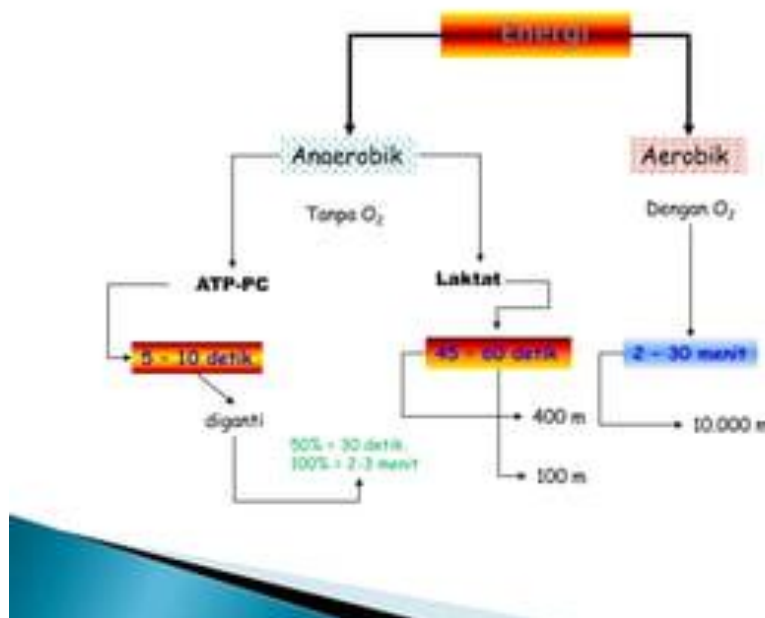 Energi
Anaerobik
Aerobik
Tanpa O₂
Dengan O₂
ATP-PC
Laktat
5 - 10 detik
45 - 60 detik
2 - 30 menit
diganti
400 m
10.000 m
50% = 30 detik
100% = 2-3 menit
100 m